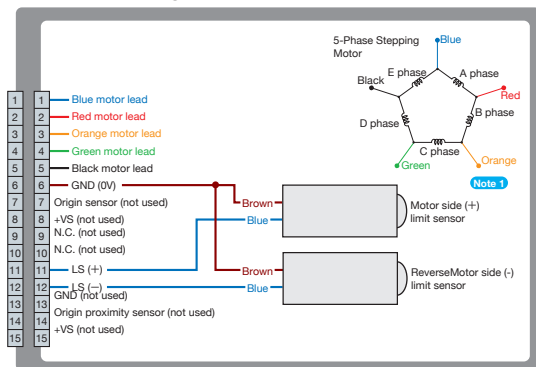 5-Phase Stepping
Motor
Blue
E phase
A phase
Black
Red
D phase
B phase
C phase
Green
Orange
Note 1
1 1 Blue motor lead
2 2 Red motor lead
3 3 Orange motor lead
4 4 Green motor lead
5 5 Black motor lead
6 6 GND (0V)
7 7 Origin sensor (not used)
8 8 +VS (not used)
9 9 N.C. (not used)
10 10 N.C. (not used)
11 11 LS (+)
12 12 LS (−)
13 13 GND (not used)
14 14 Origin proximity sensor (not used)
15 15 +VS (not used)
Brown
Blue
Motor side (+)
limit sensor
Brown
Blue
ReverseMotor side (-)
limit sensor